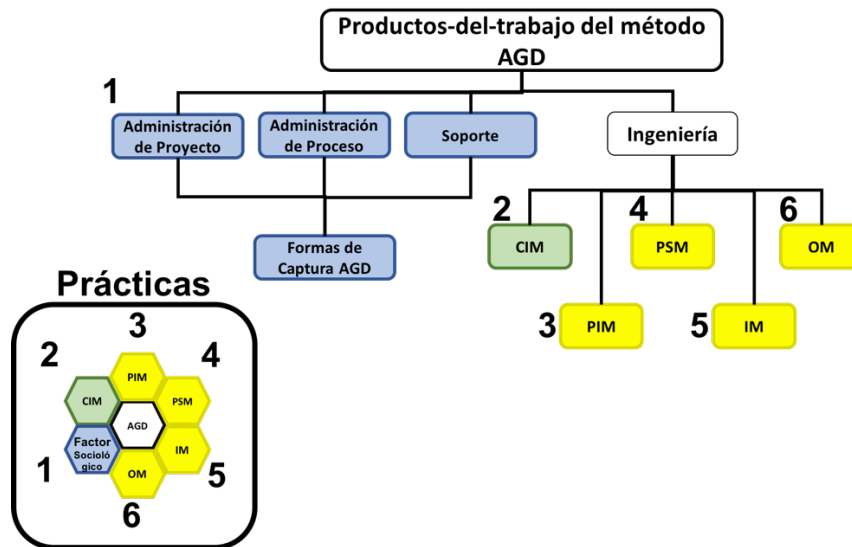 Productos-del-trabajo del método
AGD
1
Administración
de Proyecto
Administración
de Proceso
Soporte
Ingeniería
2
4
6
CIM
PSM
OM
Formas de
Captura AGD
3
PIM
5
IM
Prácticas
3
2
4
PIM
CIM
PSM
AGD
Factor
Socioló
gico
IM
1
OM
5
6